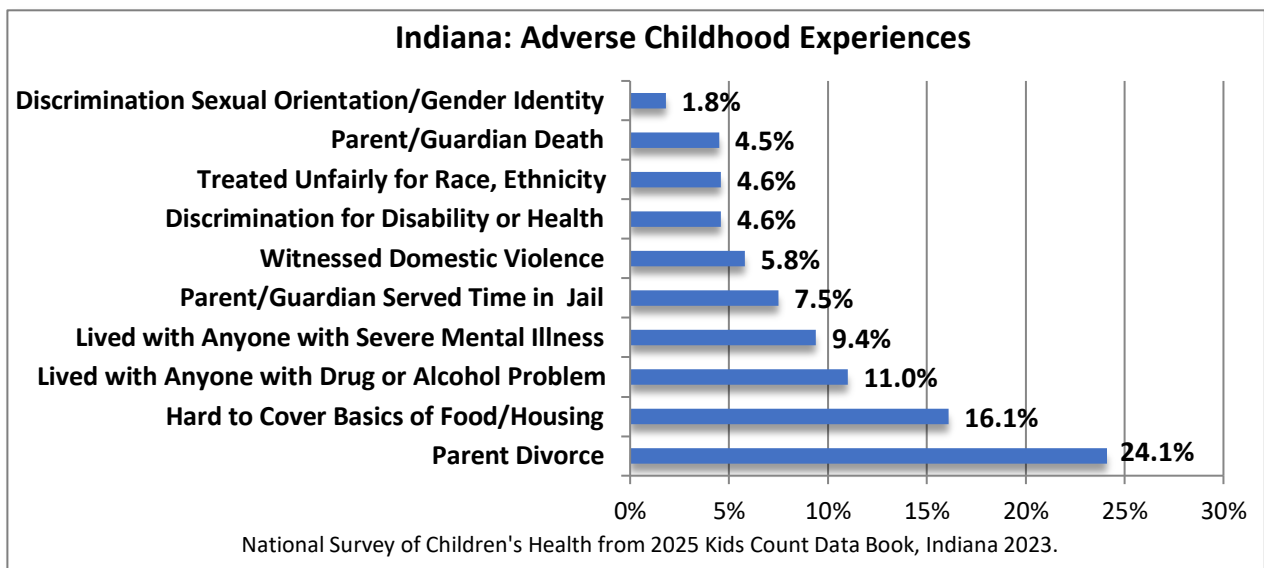 Indiana: Adverse Childhood Experiences
Discrimination Sexual Orientation/Gender Identity 1.8%
Parent/Guardian Death 4.5%
Treated Unfairly for Race, Ethnicity 4.6%
Discrimination for Disability or Health 4.6%
Witnessed Domestic Violence 5.8%
Parent/Guardian Served Time in  Jail 7.5%
Lived with Anyone with Severe Mental Illness 9.4%
Lived with Anyone with Drug or Alcohol Problem 11.0%
Hard to Cover Basics of Food/Housing 16.1%
Parent Divorce 24.1%
0% 5% 10% 15% 20% 25% 30%
National Survey of Children's Health from 2025 Kids Count Data Book, Indiana 2023.